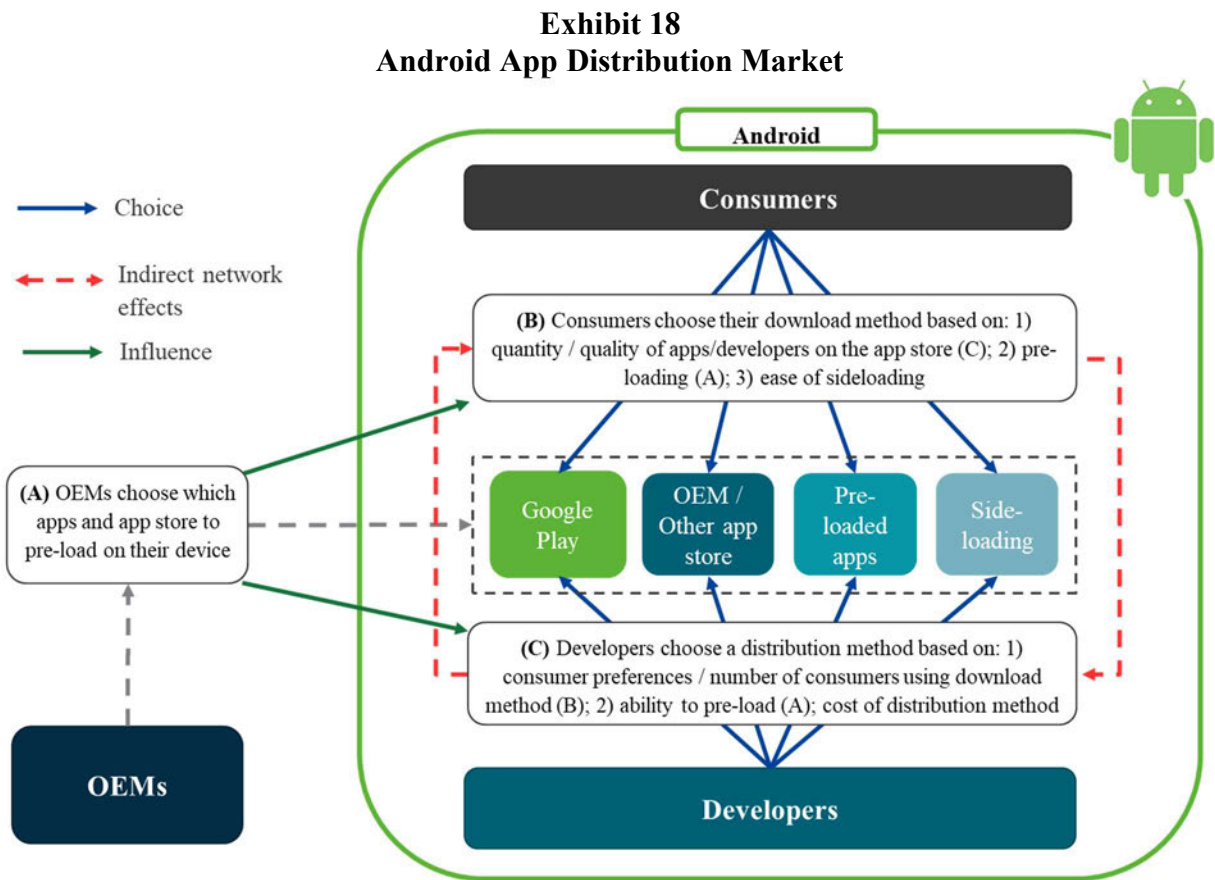 Exhibit 18
Android App Distribution Market
Android
Consumers
Choice
Indirect network
effects
Influence
(B) Consumers choose their download method based on: 1)
quantity / quality of apps/developers on the app store (C); 2) pre-
loading (A); 3) ease of sideloading
(A) OEMs choose which
apps and app store to
pre-load on their device
Google
Play
OEM /
Other app
store
Pre-
loaded
apps
Side-
loading
(C) Developers choose a distribution method based on: 1)
consumer preferences / number of consumers using download
method (B); 2) ability to pre-load (A); cost of distribution method
OEMs
Developers